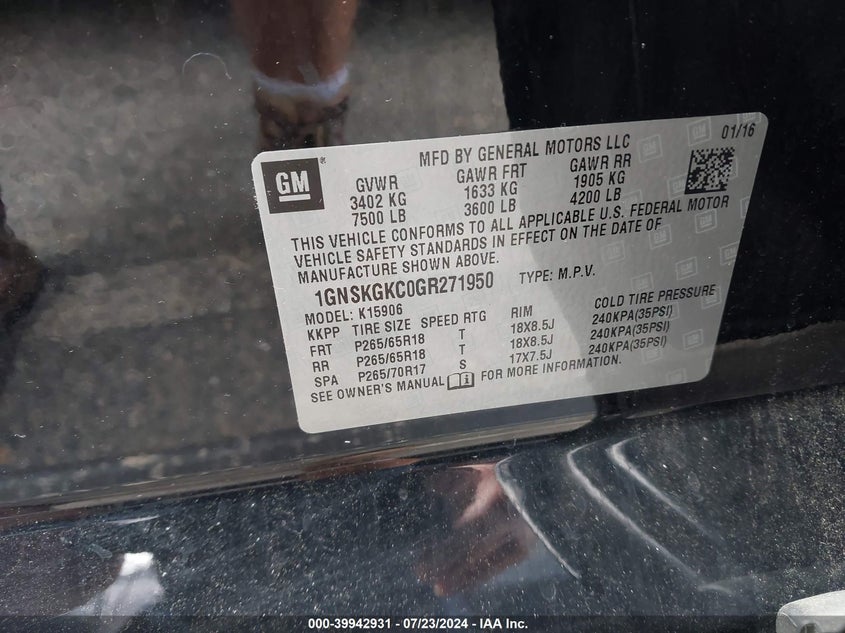 01/16
MFD BY GENERAL MOTORS LLC
GM
GVWR GAWR FRT GAWR RR
3402 KG 1633 KG 1905 KG
7500 LB 3600 LB 4200 LB
THIS VEHICLE CONFORMS TO ALL APPLICABLE U.S. FEDERAL MOTOR
VEHICLE SAFETY STANDARDS IN EFFECT ON THE DATE OF
MANUFACTURE SHOWN ABOVE.
1GNSKGKC0GR271950 TYPE: M.P.V.
MODEL: K15906
KKPP TIRE SIZE SPEED RTG RIM COLD TIRE PRESSURE
FRT P265/65R18 T 18X8.5J 240KPA(35PSI)
RR P265/65R18 T 18X8.5J 240KPA(35PSI)
SPA P265/70R17 S 17X7.5J 240KPA(35PSI)
SEE OWNER'S MANUAL FOR MORE INFORMATION.
000-39942931 - 07/23/2024 - IAA Inc.